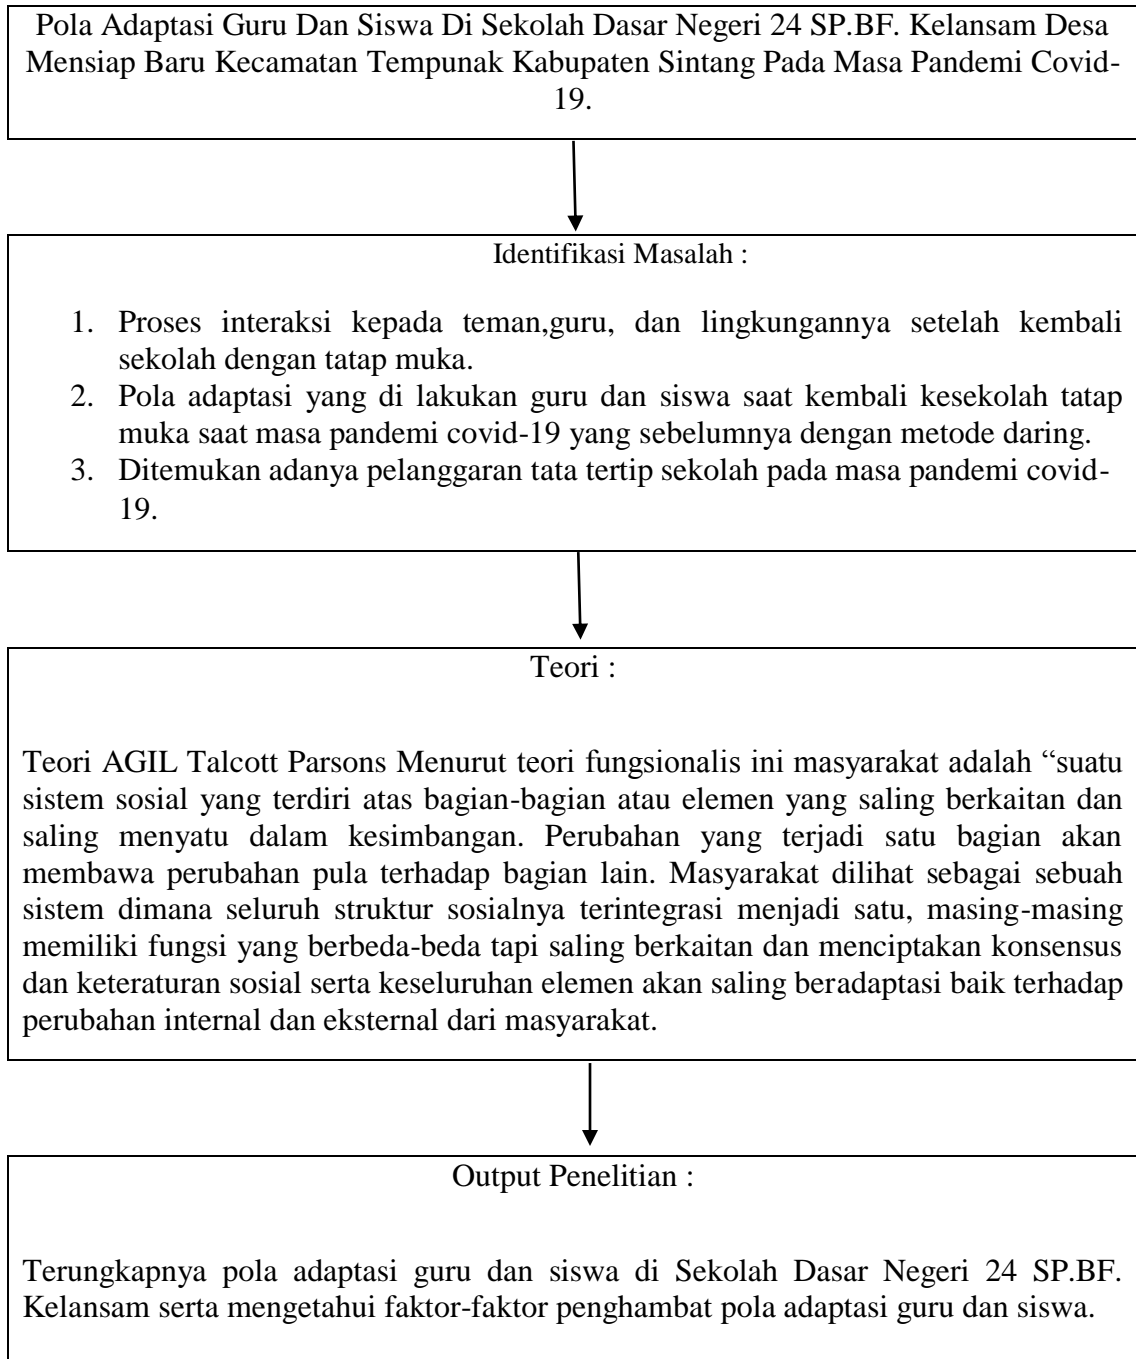 Pola Adaptasi Guru Dan Siswa Di Sekolah Dasar Negeri 24 SP.BF. Kelansam Desa
Mensiap Baru Kecamatan Tempunak Kabupaten Sintang Pada Masa Pandemi Covid-
19.
Identifikasi Masalah :
1. Proses interaksi kepada teman,guru, dan lingkungannya setelah kembali
sekolah dengan tatap muka.
2. Pola adaptasi yang di lakukan guru dan siswa saat kembali kesekolah tatap
muka saat masa pandemi covid-19 yang sebelumnya dengan metode daring.
3. Ditemukan adanya pelanggaran tata tertip sekolah pada masa pandemi covid-
19.
Teori :
Teori AGIL Talcott Parsons Menurut teori fungsionalis ini masyarakat adalah “suatu
sistem sosial yang terdiri atas bagian-bagian atau elemen yang saling berkaitan dan
saling menyatu dalam kesimbangan. Perubahan yang terjadi satu bagian akan
membawa perubahan pula terhadap bagian lain. Masyarakat dilihat sebagai sebuah
sistem dimana seluruh struktur sosialnya terintegrasi menjadi satu, masing-masing
memiliki fungsi yang berbeda-beda tapi saling berkaitan dan menciptakan konsensus
dan keteraturan sosial serta keseluruhan elemen akan saling beradaptasi baik terhadap
perubahan internal dan eksternal dari masyarakat.
Output Penelitian :
Terungkapnya pola adaptasi guru dan siswa di Sekolah Dasar Negeri 24 SP.BF.
Kelansam serta mengetahui faktor-faktor penghambat pola adaptasi guru dan siswa.